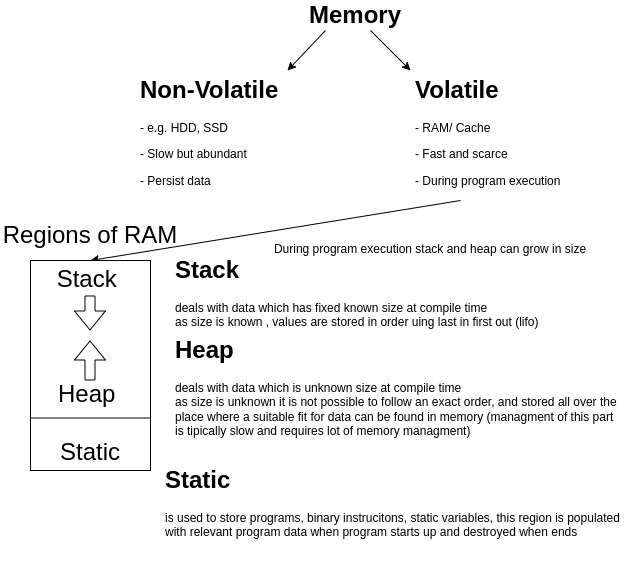 Memory
Non-Volatile
- e.g. HDD, SSD
- Slow but abundant
- Persist data
Volatile
- RAM/ Cache
- Fast and scarce
- During program execution
Regions of RAM
During program execution stack and heap can grow in size
Stack
Heap
Static
Stack
deals with data which has fixed known size at compile time
as size is known , values are stored in order uing last in first out (lifo)
Heap
deals with data which is unknown size at compile time
as size is unknown it is not possible to follow an exact order, and stored all over the
place where a suitable fit for data can be found in memory (managment of this part
is tipically slow and requires lot of memory managment)
Static
is used to store programs, binary instrucitons, static variables, this region is populated
with relevant program data when program starts up and destroyed when ends